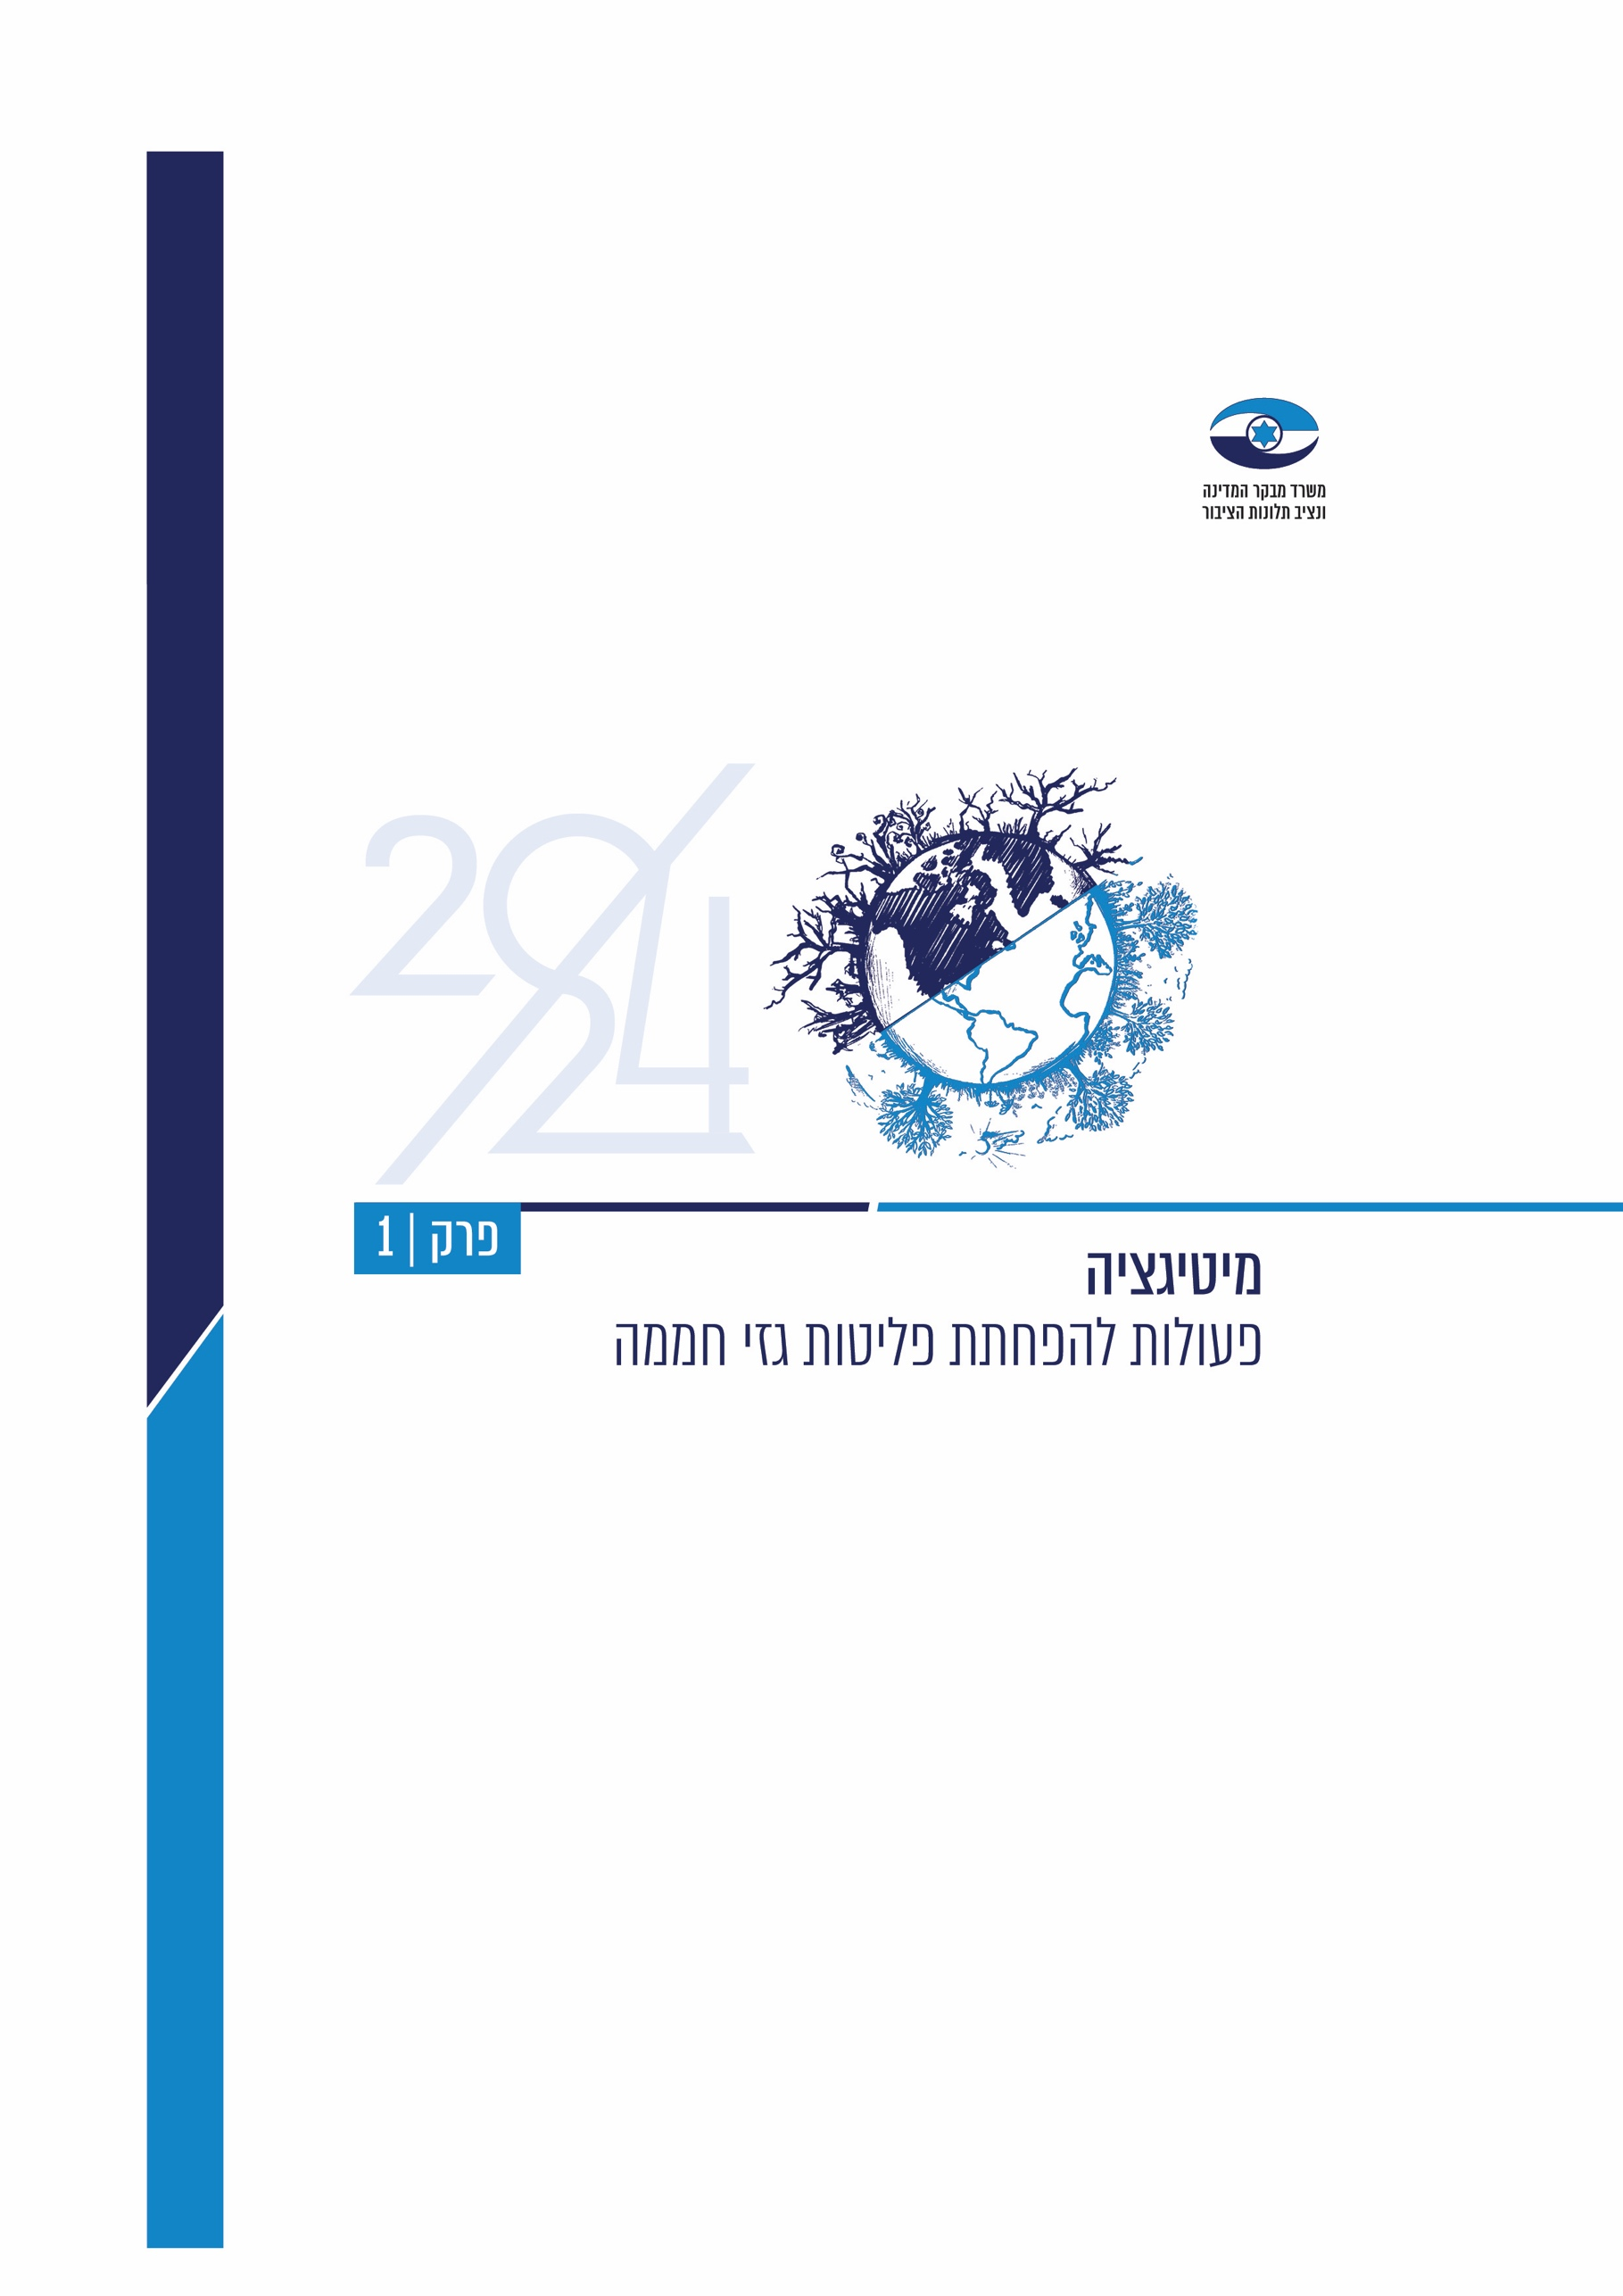 משרד מבקר המדינה
ונציב תלונות הציבור
2024
פרק | 1
מיטיגציה
פעולות להפחתת פליטות גזי חממה